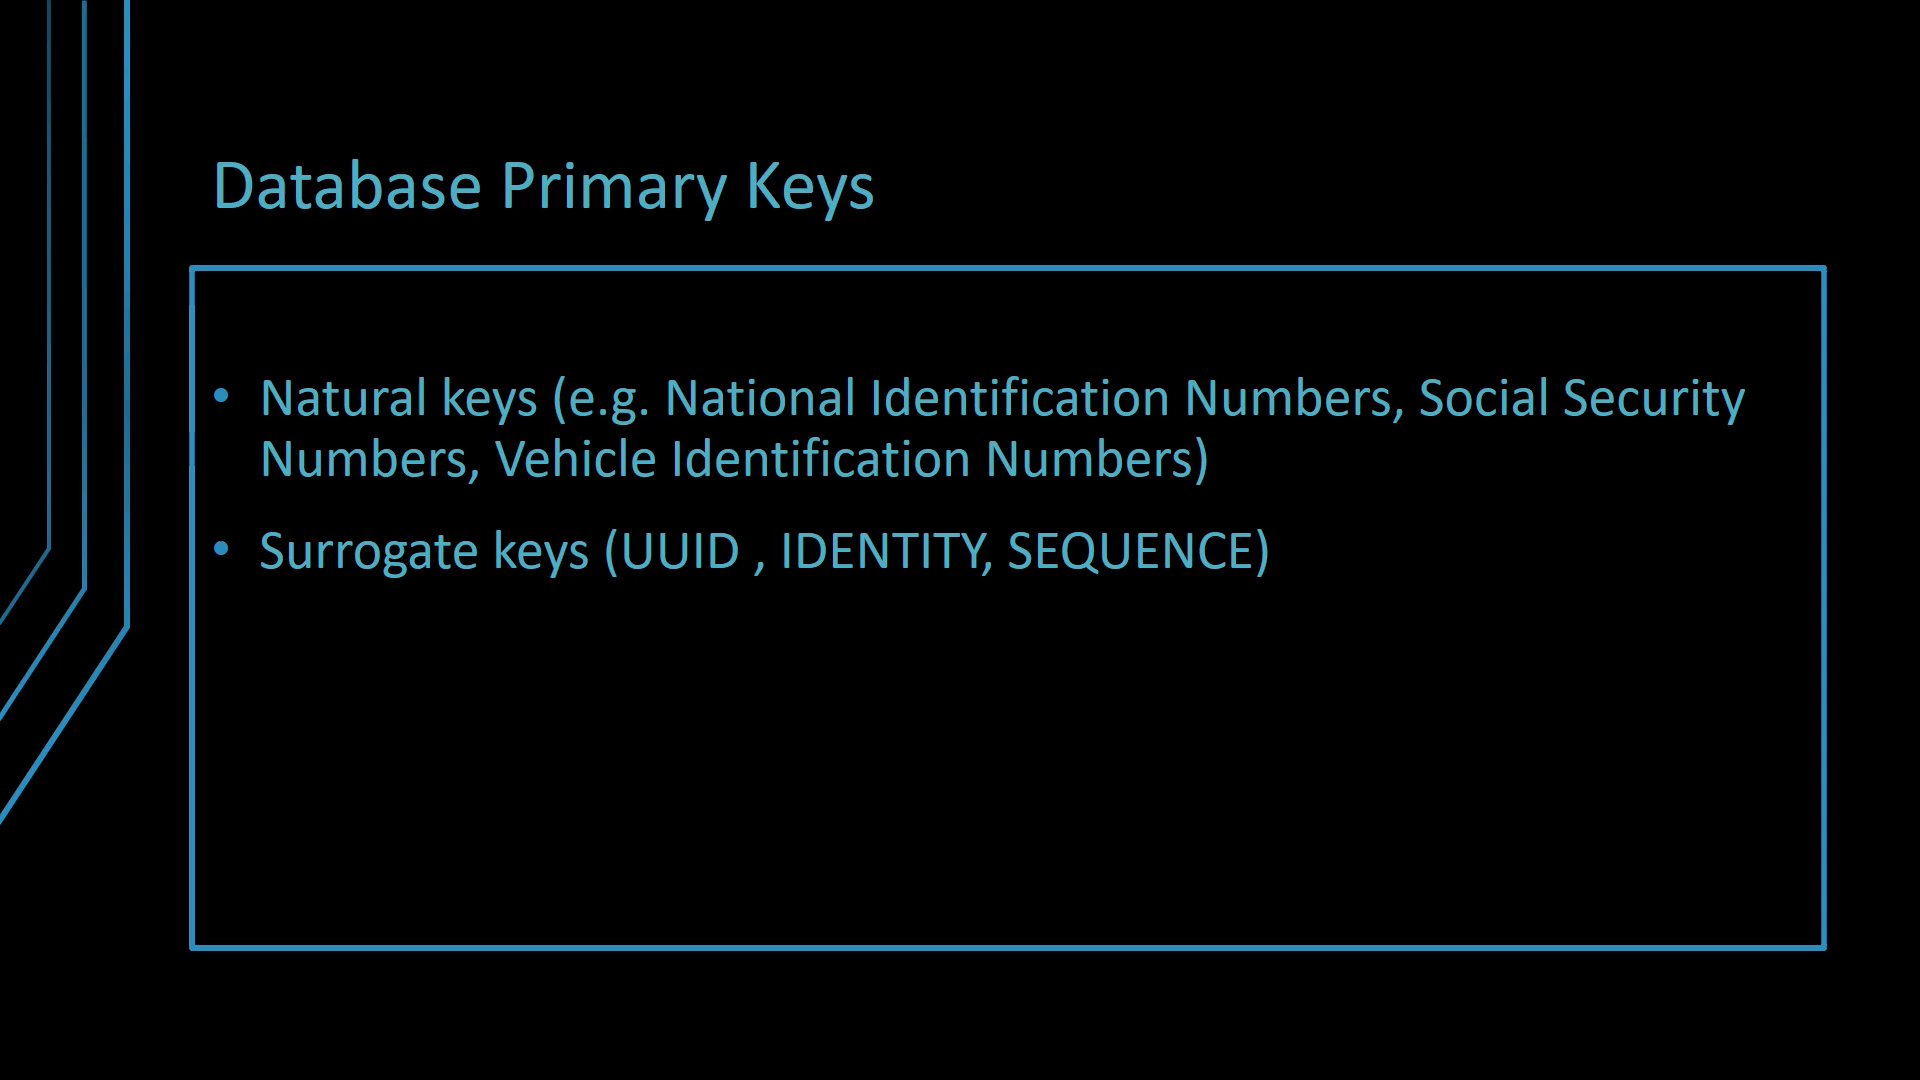 Database Primary Keys
• Natural keys (e.g. National Identification Numbers, Social Security
Numbers, Vehicle Identification Numbers)
• Surrogate keys (UUID , IDENTITY, SEQUENCE)